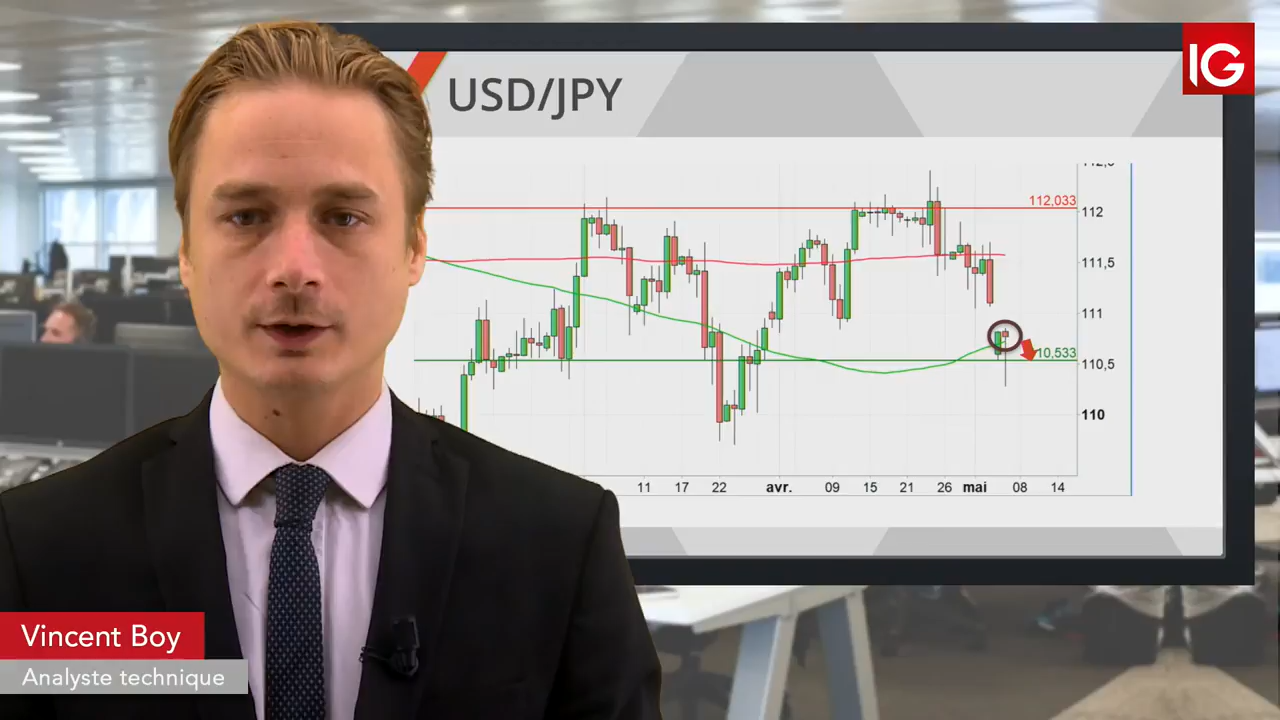 IG
USD/JPY
112,033
112
111,5
111
10,533
110,5
110
11 17 22 avr. 09 15 21 26 mai 08 14
Vincent Boy
Analyste technique